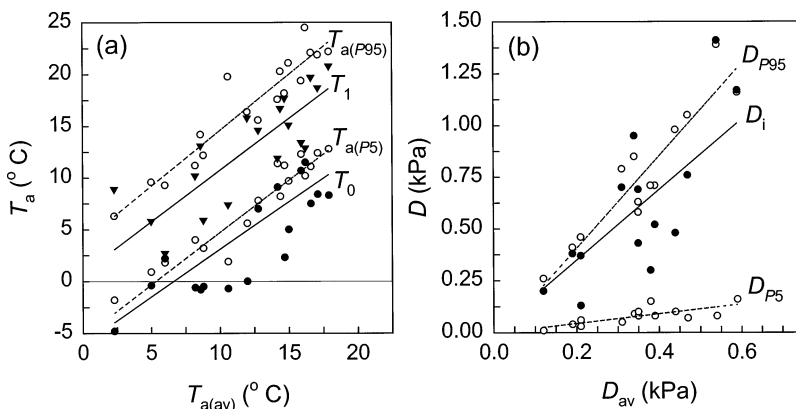 (a)
25
20
15
10
5
0
-5
T_a (° C)
0
5
10
15
20
T_a(av) (° C)
T_a(P95)
T_1
T_a(P5)
T_0
(b)
1.50
1.25
1.00
0.75
0.50
0.25
0.00
D (kPa)
0.0
0.2
0.4
0.6
0.8
D_av (kPa)
D_P95
D_i
D_P5